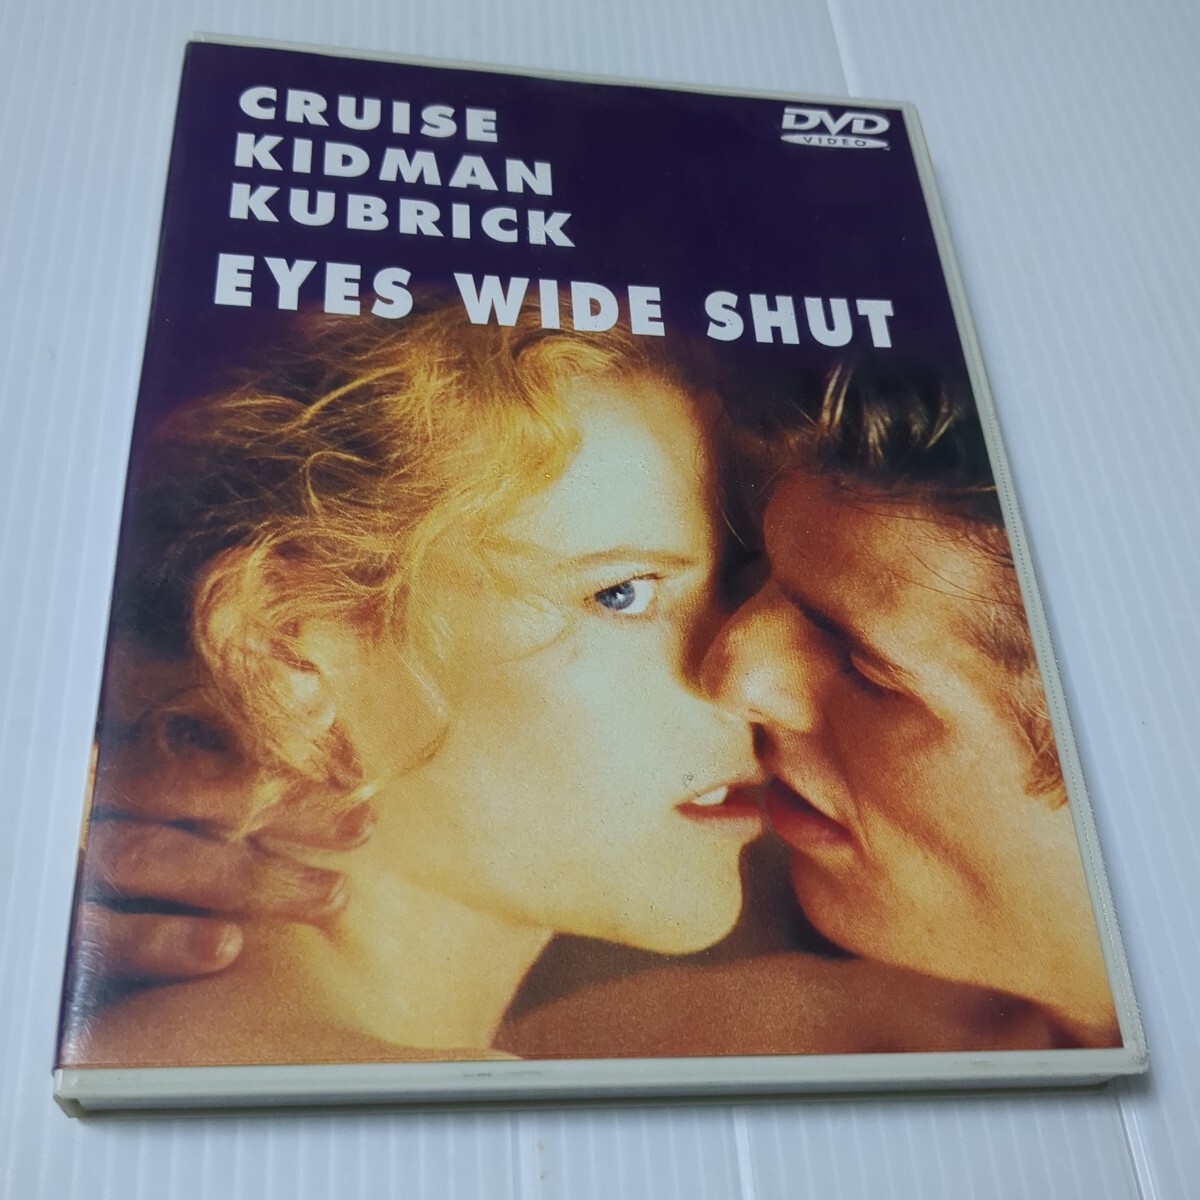 CRUISE
KIDMAN
KUBRICK
EYES WIDE SHUT
DVD
VIDEO